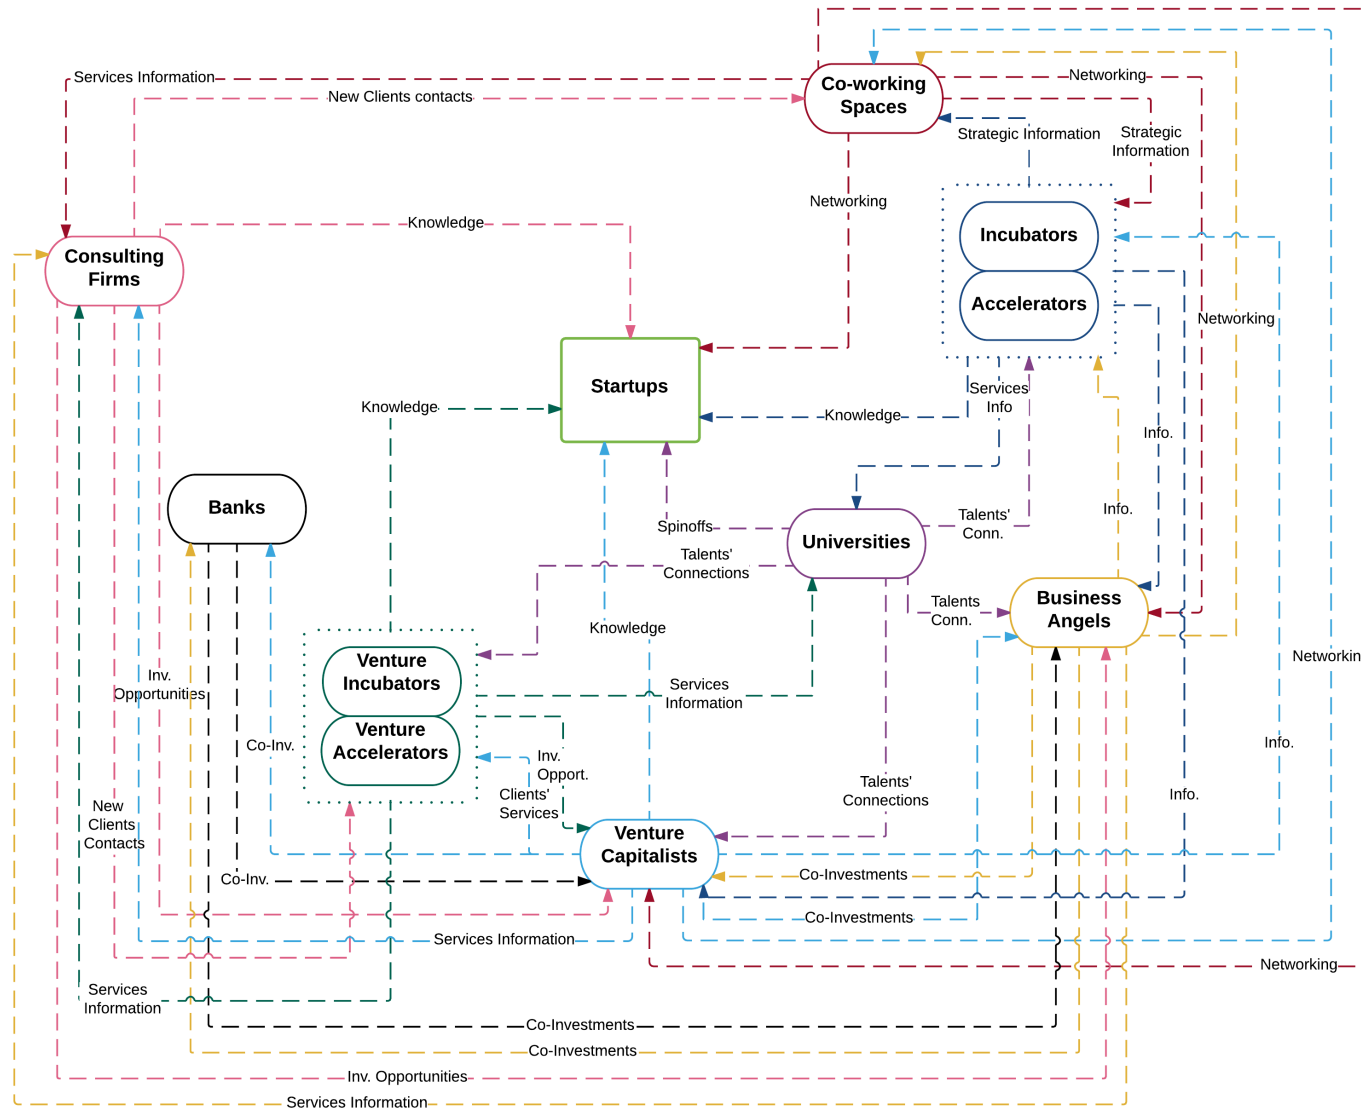 Services Information
New Clients contacts
Co-working
Spaces
Networking
Strategic Information
Strategic
Information
Networking
Knowledge
Incubators
Consulting
Firms
Accelerators
Networking
Startups
Services
Info
Knowledge
Knowledge
Info.
Banks
Info.
Spinoffs
Talents'
Conn.
Universities
Talents'
Connections
Business
Angels
Talents
Conn.
Knowledge
Networkin
Venture
Incubators
Inv.
Opportunities
Services
Information
Venture
Accelerators
Co-Inv.
Inv.
Opport.
Info.
Clients'
Services
Talents'
Connections
Info.
New
Clients
Contacts
Venture
Capitalists
Co-Inv.
Co-Investments
Co-Investments
Services Information
Networking
Services
Information
Co-Investments
Co-Investments
Inv. Opportunities
Services Information